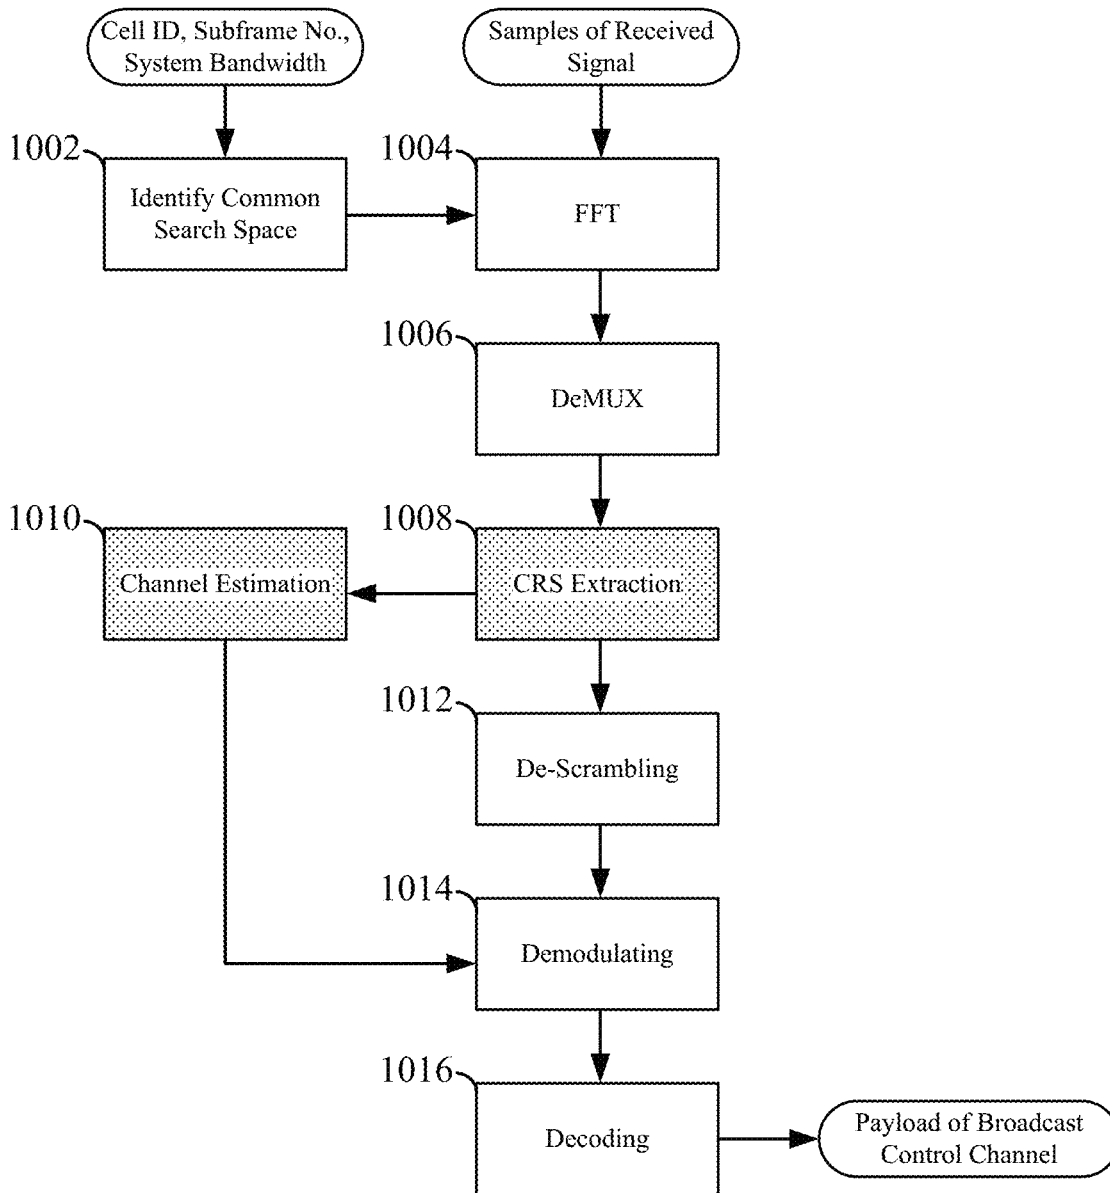 Cell ID, Subframe No.,
System Bandwidth
Samples of Received
Signal
1002
Identify Common
Search Space
1004
FFT
1006
DeMUX
1010
Channel Estimation
1008
CRS Extraction
1012
De-Scrambling
1014
Demodulating
1016
Decoding
Payload of Broadcast
Control Channel